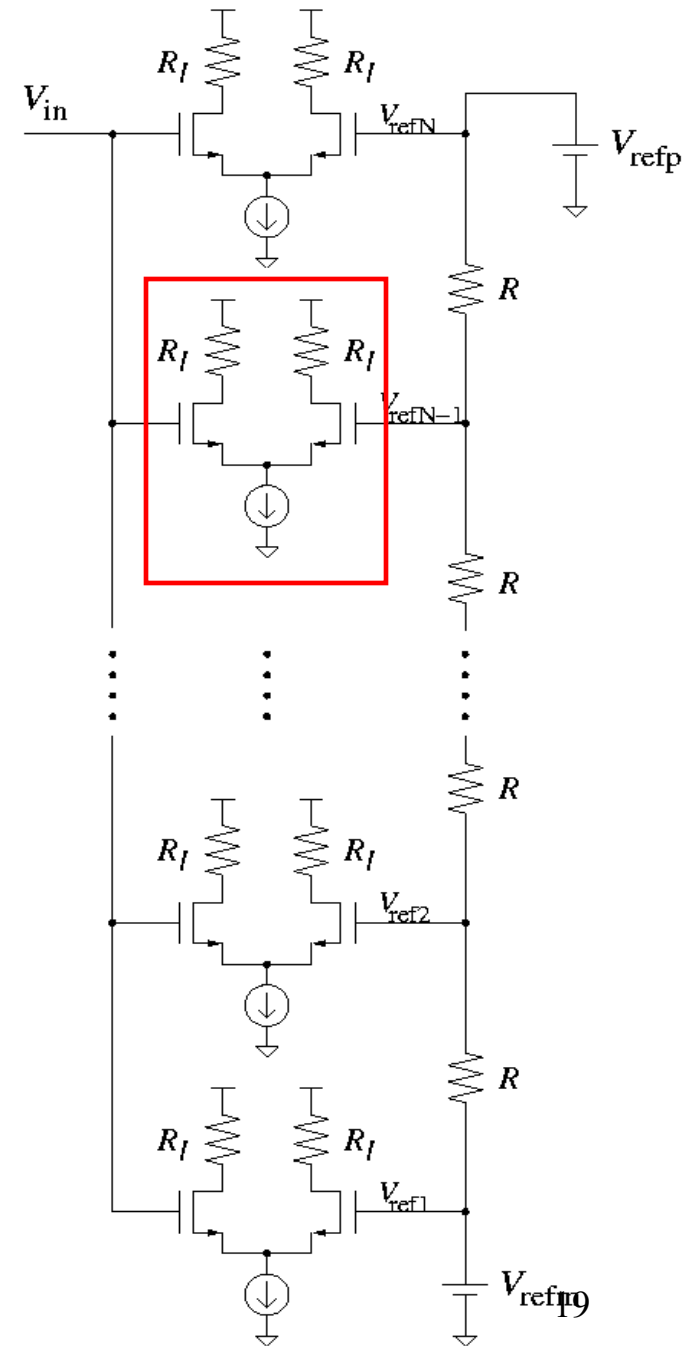 R_l R_l
V_in
V_refN
V_refp
R
R_l R_l
V_refN−1
R
R
R_l R_l
V_ref2
R
R_l R_l
V_ref1
V_refm
19